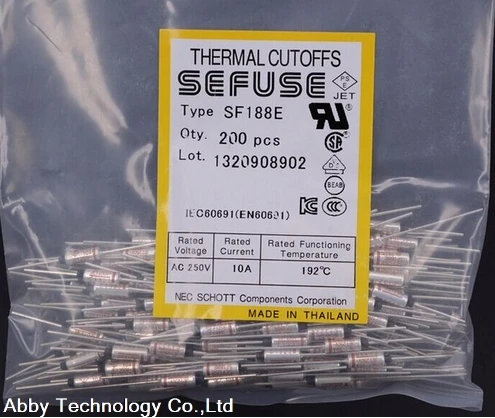 THERMAL CUTOFFS
SEFUSE
PS
E
JET
Type SF188E
Qty. 200 pcs
Lot. 1320908902
BEAB
IEC60691(EN60691)
Rated Voltage Rated Current Rated Functioning Temperature
AC 250V 10A 192℃
NEC SCHOTT Components Corporation
MADE IN THAILAND
Abby Technology Co.,Ltd